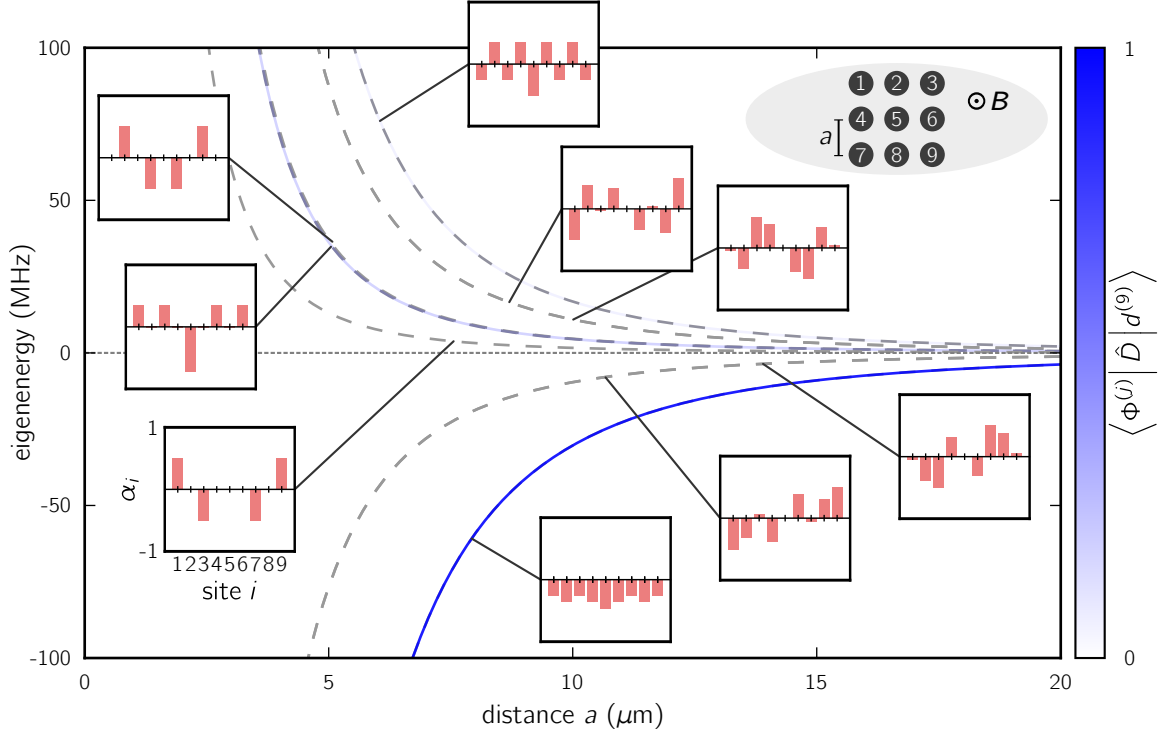 100
50
0
-50
-100
eigenenergy (MHz)
0
5
10
15
20
distance a (μm)
1 2 3
4 5 6
7 8 9
a
⊙ B
1
-1
αᵢ
123456789
site i
1
0
⟨Φ⁽ʲ⁾| D̂ |d⁽⁹⁾⟩